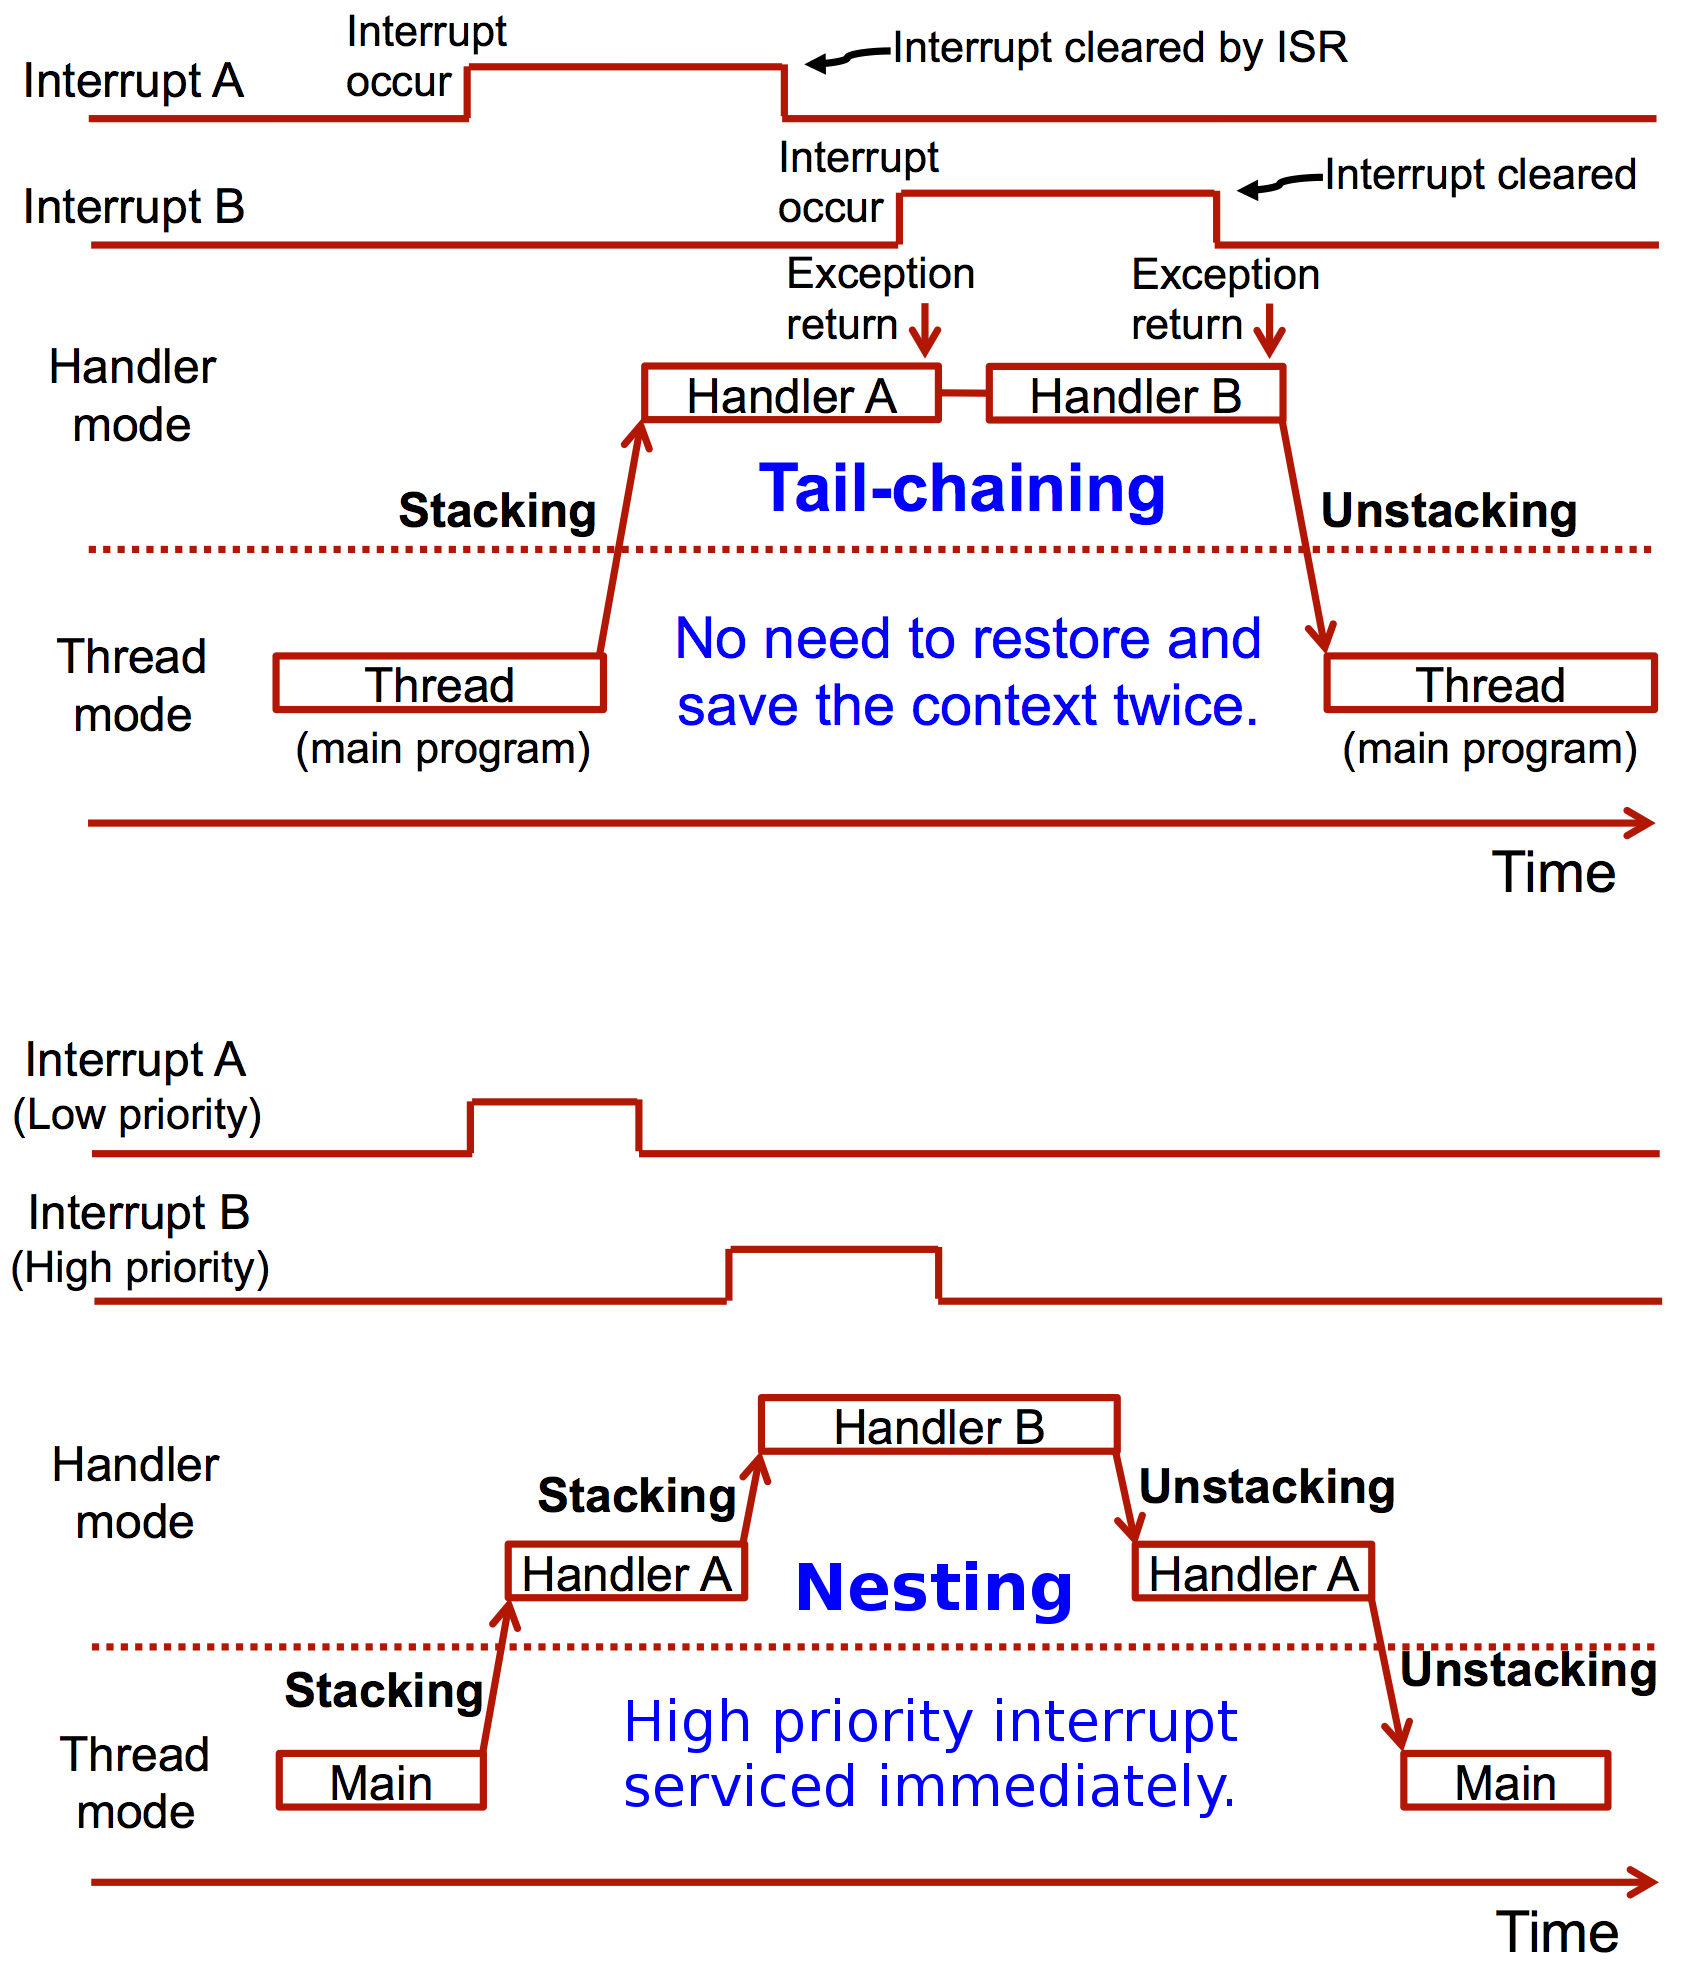 Interrupt
occur
Interrupt cleared by ISR
Interrupt A
Interrupt
occur
Interrupt cleared
Interrupt B
Exception
return
Exception
return
Handler
mode
Handler A
Handler B
Tail-chaining
Stacking
Unstacking
No need to restore and
save the context twice.
Thread
mode
Thread
(main program)
Thread
(main program)
Time
Interrupt A
(Low priority)
Interrupt B
(High priority)
Handler B
Handler
mode
Stacking
Unstacking
Handler A
Nesting
Handler A
Stacking
Unstacking
High priority interrupt
serviced immediately.
Thread
mode
Main
Main
Time